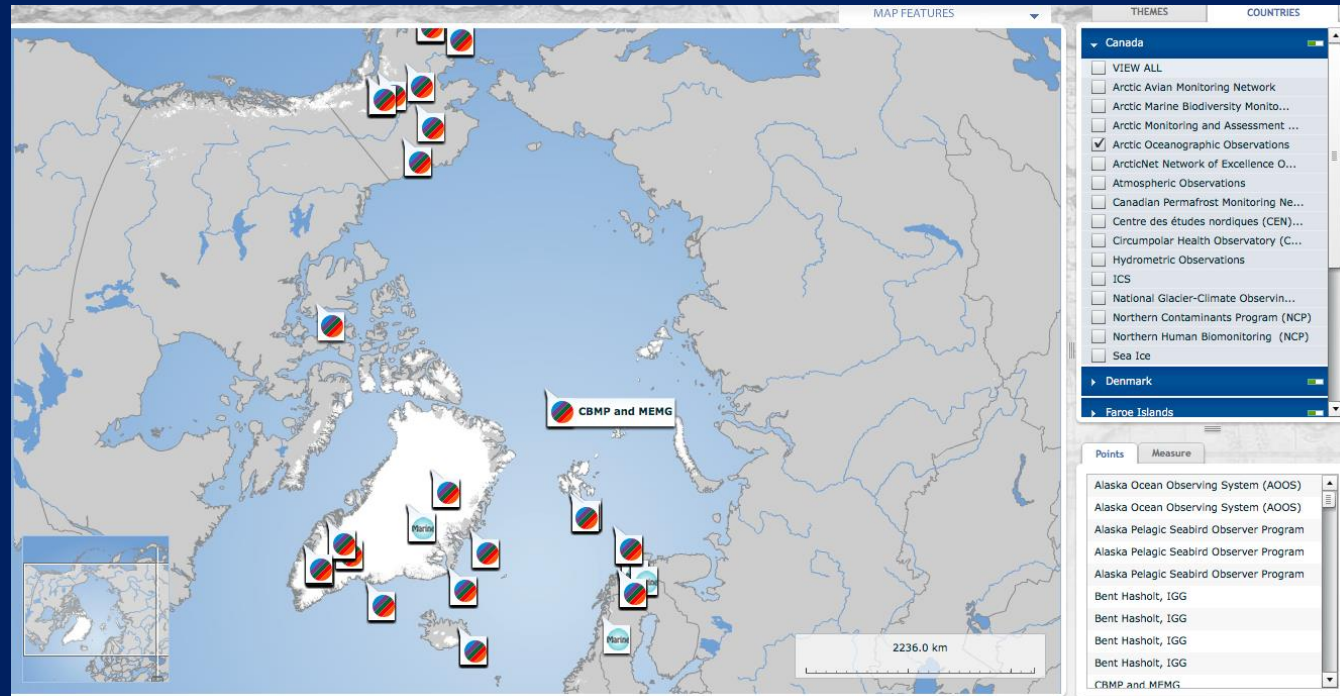 MAP FEATURES
THEMES
COUNTRIES
Canada
VIEW ALL
Arctic Avian Monitoring Network
Arctic Marine Biodiversity Monito...
Arctic Monitoring and Assessment ...
Arctic Oceanographic Observations
ArcticNet Network of Excellence O...
Atmospheric Observations
Canadian Permafrost Monitoring Ne...
Centre des études nordiques (CEN)...
Circumpolar Health Observatory (C...
Hydrometric Observations
ICS
National Glacier-Climate Observin...
Northern Contaminants Program (NCP)
Northern Human Biomonitoring (NCP)
Sea Ice
Denmark
Faroe Islands
CBMP and MEMG
Marine
Marine
2236.0 km
Points
Measure
Alaska Ocean Observing System (AOOS)
Alaska Ocean Observing System (AOOS)
Alaska Pelagic Seabird Observer Program
Alaska Pelagic Seabird Observer Program
Alaska Pelagic Seabird Observer Program
Bent Hasholt, IGG
Bent Hasholt, IGG
Bent Hasholt, IGG
Bent Hasholt, IGG
CBMP and MEMG